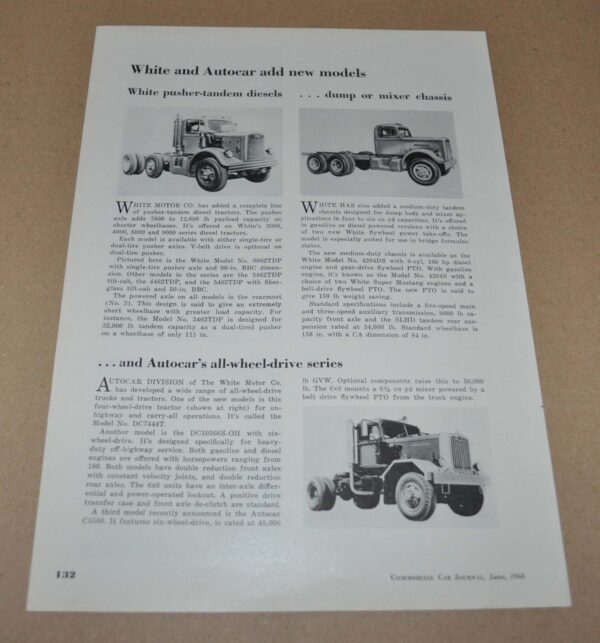 White and Autocar add new models
White pusher-tandem diesels
. . . dump or mixer chassis
WHITE MOTOR CO. has added a complete line
of pusher-tandem diesel tractors. The pusher
axle adds 7000 to 12,000 lb payload capacity on
shorter wheelbases. It's offered on White's 3000,
4000, 5000 and 9000 series diesel tractors.
Each model is available with either single-tire or
dual-tire pusher axles. V-belt drive is optional on
dual-tire pusher.
Pictured here is the White Model No. 9062TDP
with single-tire pusher axle and 90-in. BBC dimen-
sion. Other models in the series are the 3462TDP
tilt-cab, the 4462TDP, and the 5462TDP with fiber-
glass tilt-cab and 50-in. BBC.
The powered axle on all models is the rearmost
(No. 3). This design is said to give an extremely
short wheelbase with greater load capacity. For
instance, the Model No. 3462TDP is designed for
32,000 lb tandem capacity as a dual-tired pusher
on a wheelbase of only 111 in.
WHITE HAS also added a medium-duty tandem
chassis designed for dump body and mixer ap-
plications in four to six cu yd capacities. It's offered
in gasoline or diesel powered versions with a choice
of two new White flywheel power take-offs. The
model is especially suited for use in bridge formula
states.
The new medium-duty chassis is available as the
White Model No. 4264DS with 6-cyl, 160 hp diesel
engine and gear-drive flywheel PTO. With gasoline
engine, it's known as the Model No. 4264S with a
choice of two White Super Mustang engines and a
belt-drive flywheel PTO. The new PTO is said to
give 150 lb weight saving.
Standard specifications include a five-speed main
and three-speed auxiliary transmission, 9000 lb ca-
pacity front axle and the SLHD tandem rear sus-
pension rated at 34,000 lb. Standard wheelbase is
158 in, with a CA dimension of 84 in.
. . . and Autocar's all-wheel-drive series
AUTOCAR DIVISION of The White Motor Co.
has developed a wide range of all-wheel-drive
trucks and tractors. One of the new models is this
four-wheel-drive tractor (shown at right) for on-
highway and carry-all operations. It's called the
Model No. DC7444T.
Another model is the DC10366B-OH with six-
wheel-drive. It's designed specifically for heavy-
duty off-highway service. Both gasoline and diesel
engines are offered with horsepowers ranging from
180. Both models have double reduction front axles
with constant velocity joints, and double reduction
rear axles. The 6x6 units have an inter-axle differ-
ential and power-operated lockout. A positive drive
transfer case and front axle de-clutch are standard.
A third model recently announced is the Autocar
C5566. It features six-wheel-drive, is rated at 45,000
lb GVW. Optional components raise this to 50,000
lb. The 6x6 mounts a 6½ cu yd mixer powered by a
belt drive flywheel PTO from the truck engine.
132
COMMERCIAL CAR JOURNAL, June, 1960